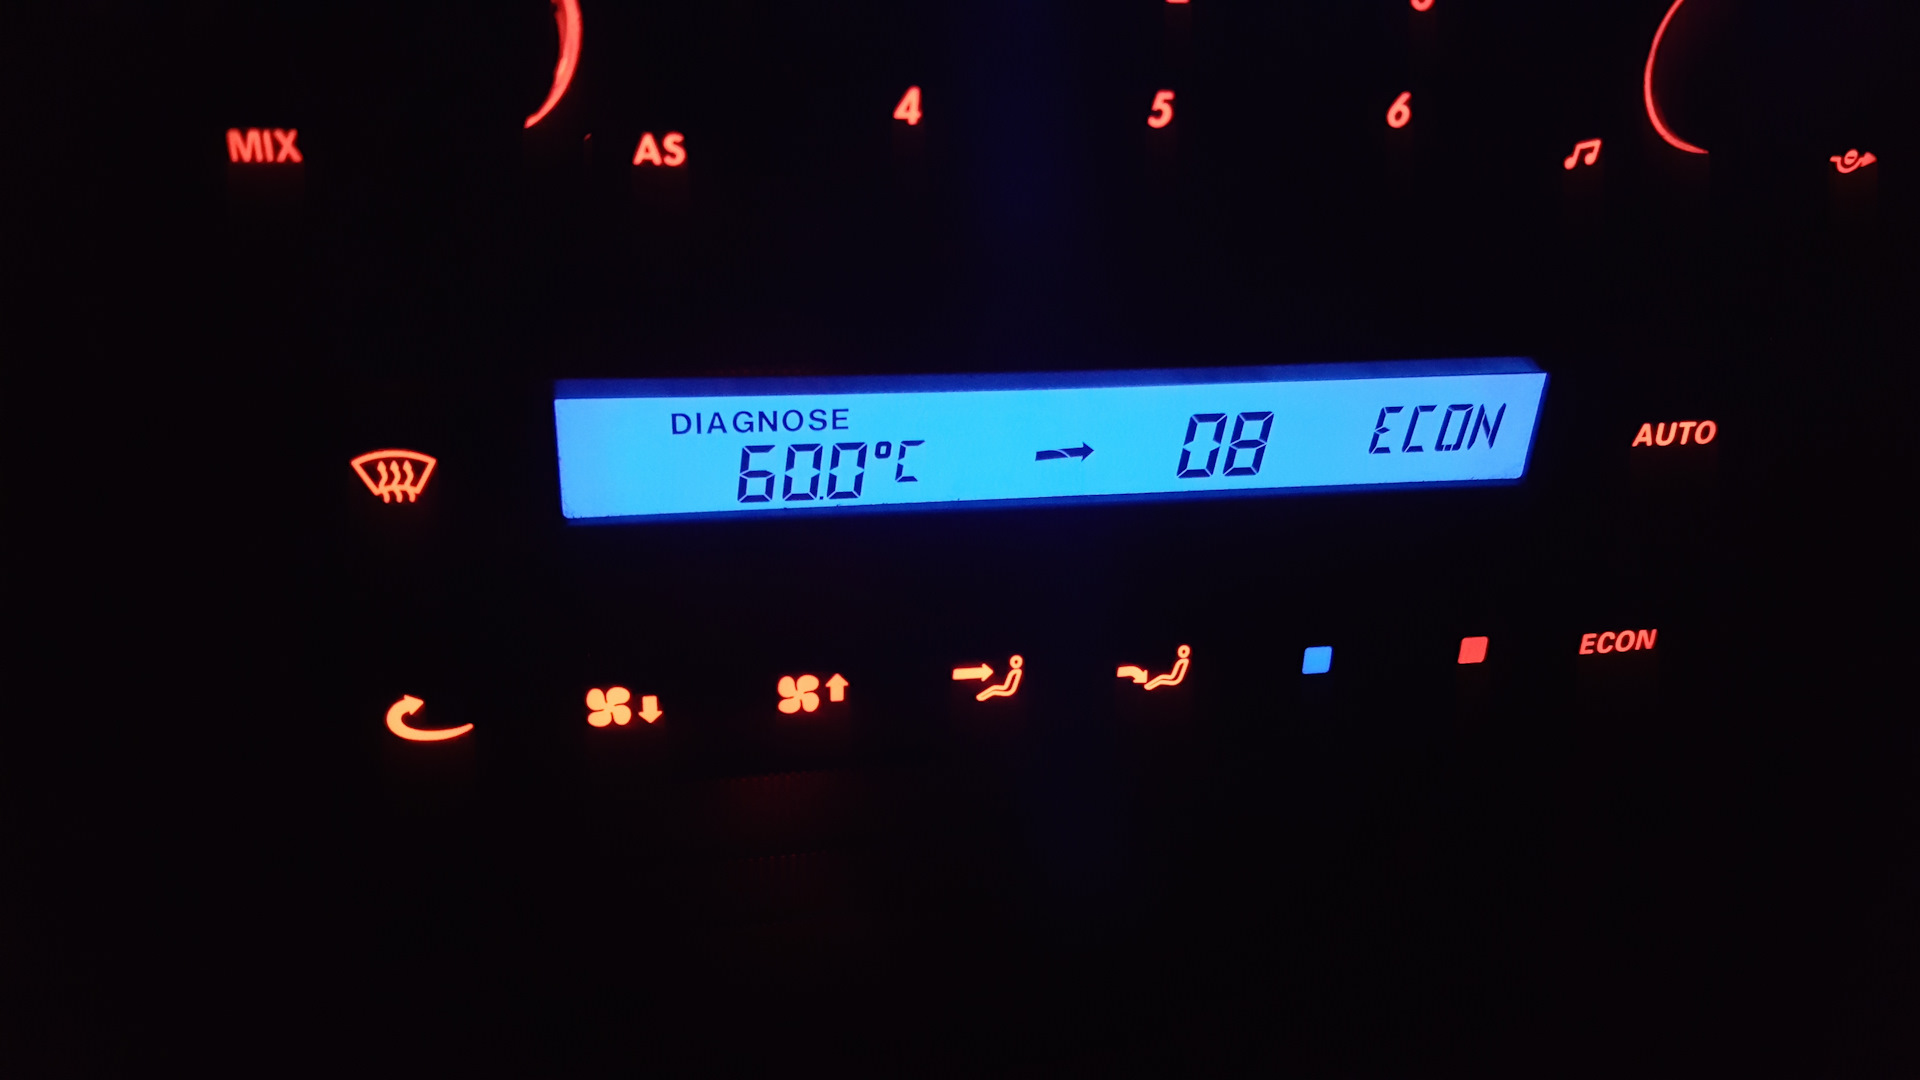 4 5 6
MIX AS
DIAGNOSE
60.0°C 08 ECON
AUTO
ECON